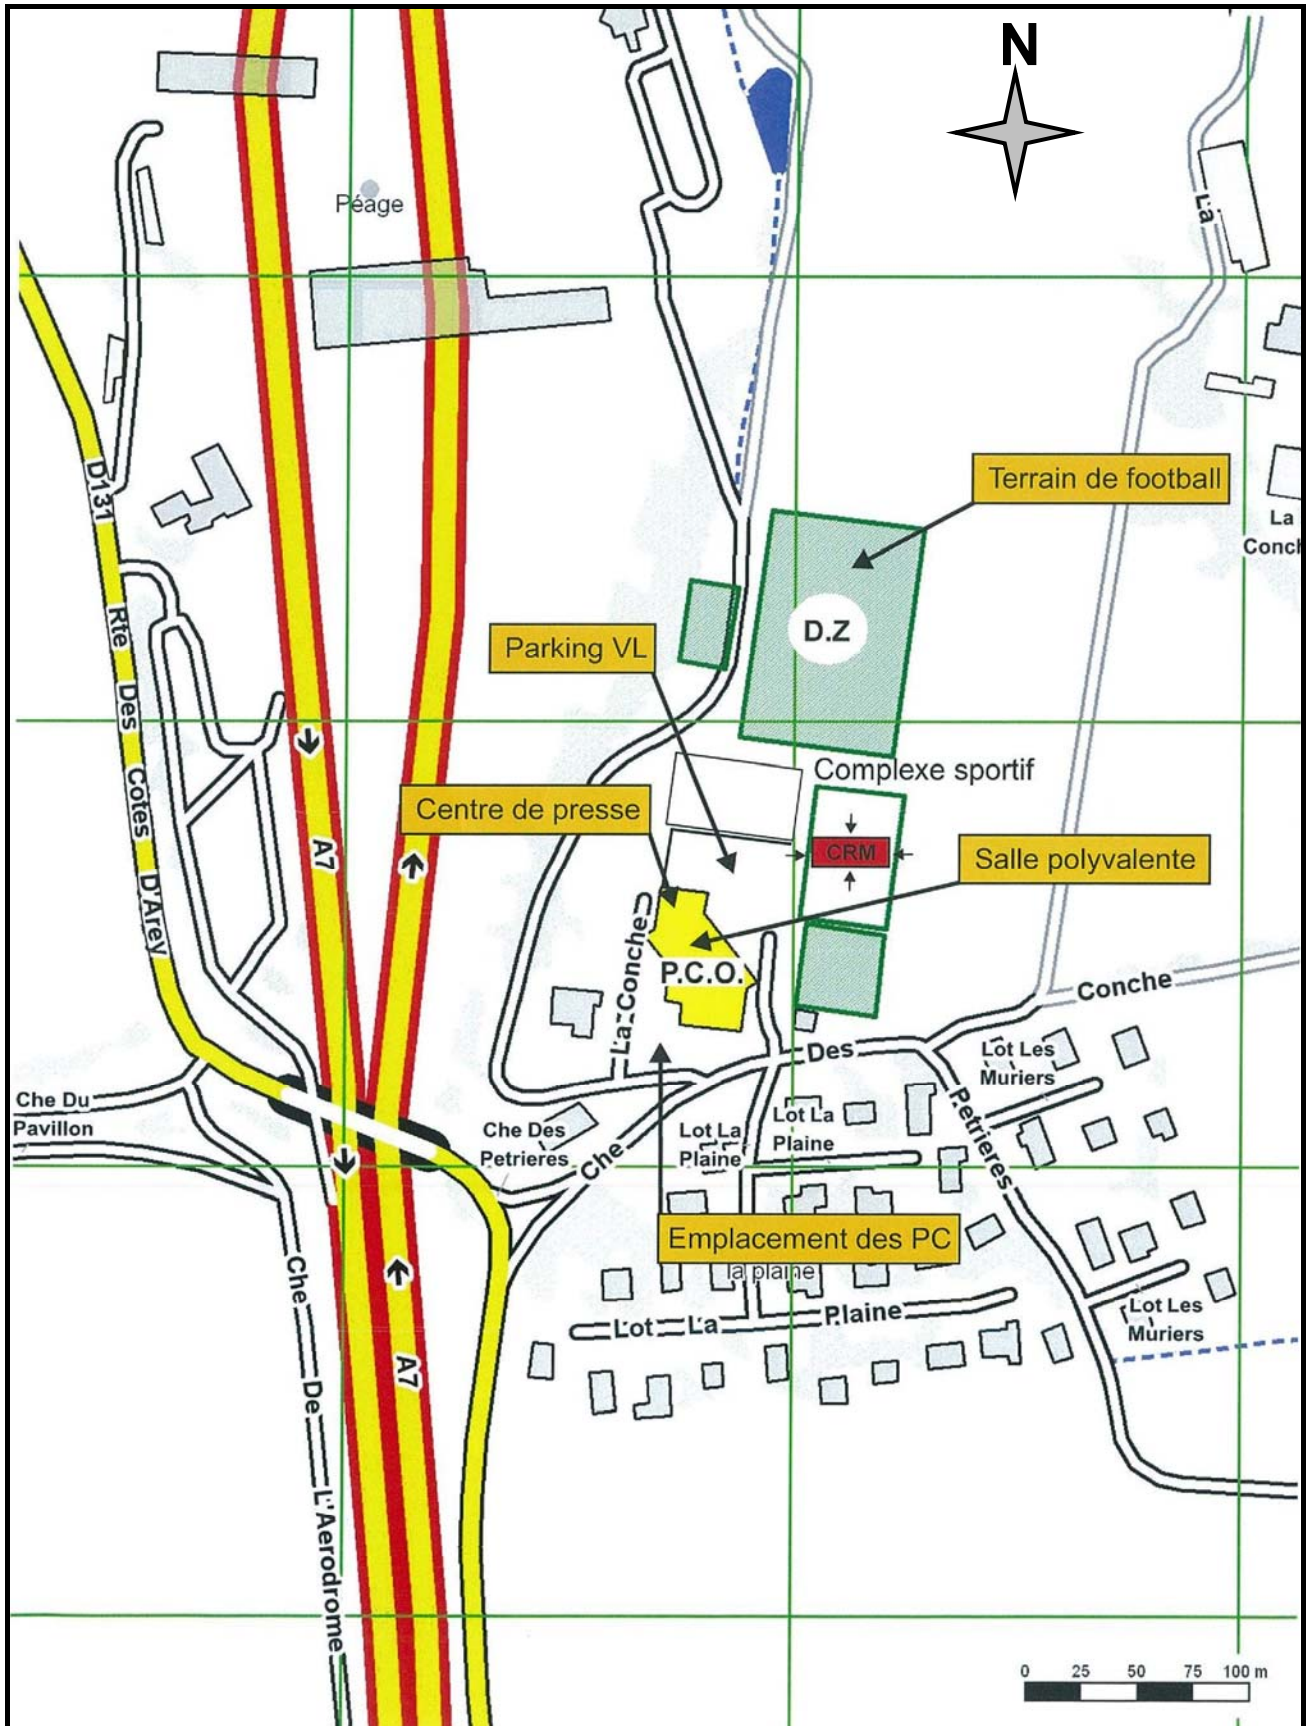 N
Péage
La
D131
Terrain de football
La
Conch
D.Z
Rte Des Cotes D'Arey
Parking VL
Complexe sportif
Centre de presse
A7
CRM
Salle polyvalente
La Conche
P.C.O.
Che Des Conche
Che Du
Pavillon
Lot Les
Muriers
Petrieres
Che Des
Petrieres
Lot La
Plaine
Lot La
Plaine
Emplacement des PC
la plaine
Lot La Plaine
Lot Les
Muriers
Che De L'Aerodrome
A7
0 25 50 75 100 m